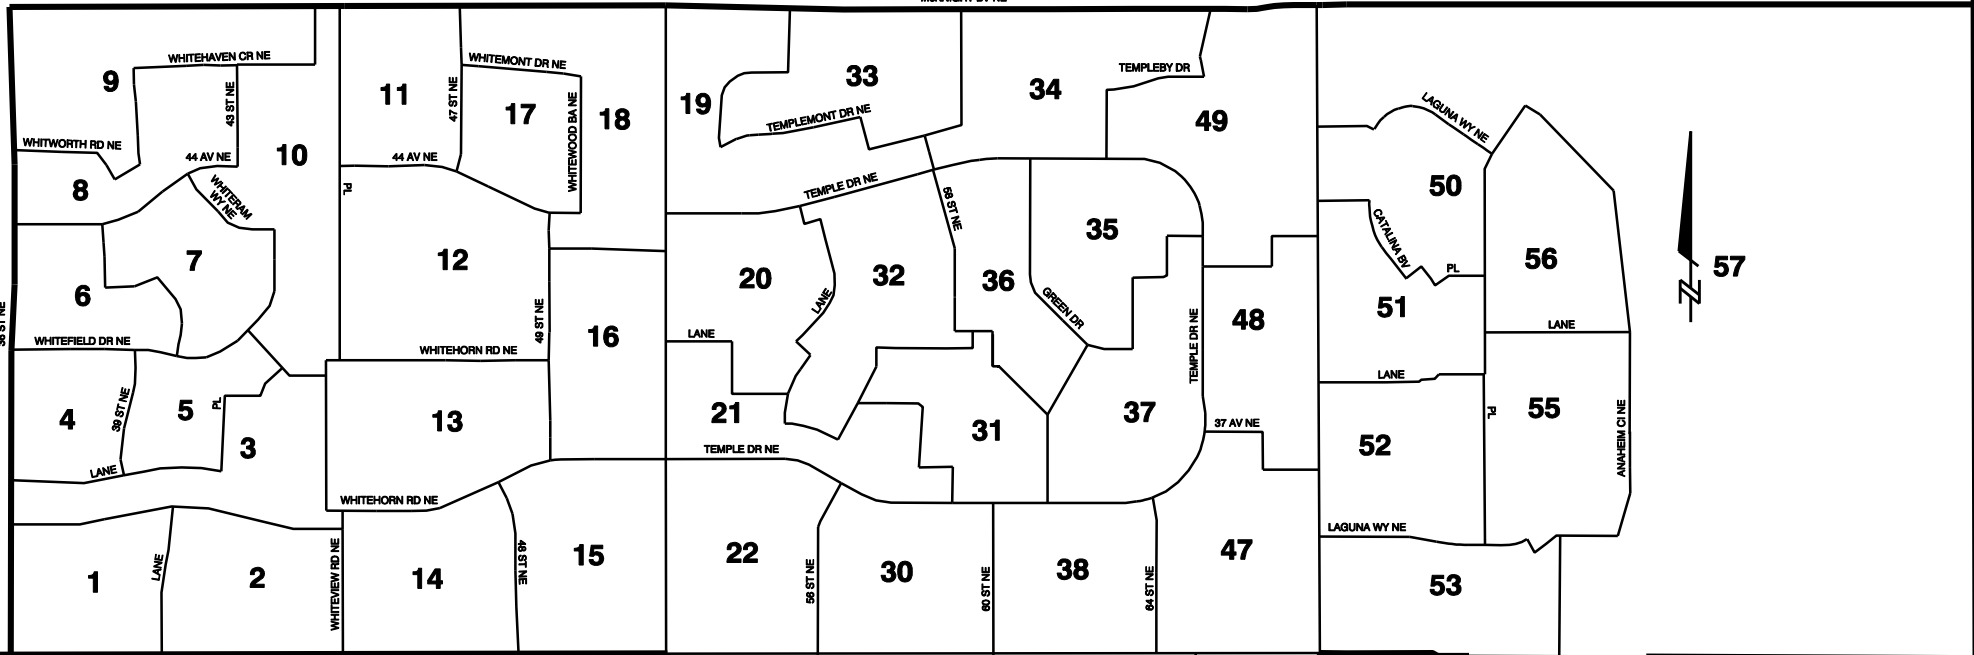 WHITEHAVEN CR NE
WHITEMONT DR NE
TEMPLEBY DR
9
11
33
34
43 ST NE
47 ST NE
17
WHITEWOOD BA NE
18
19
TEMPLEMONT DR NE
49
LAGUNA WY NE
WHITWORTH RD NE
44 AV NE
10
44 AV NE
8
WHITERAM
WY NE
PL
TEMPLE DR NE
58 ST NE
50
35
CATALINA BV
7
12
20
32
36
PL
56
57
6
49 ST NE
LANE
GREEN DR
51
WHITEFIELD DR NE
WHITEHORN RD NE
16
LANE
TEMPLE DR NE
48
LANE
4
39 ST NE
5
PL
3
13
21
31
37
37 AV NE
LANE
PL
55
ANAHEIM CI NE
52
LANE
TEMPLE DR NE
WHITEHORN RD NE
LAGUNA WY NE
1
LANE
2
WHITEVIEW RD NE
14
48 ST NE
15
22
56 ST NE
30
60 ST NE
38
64 ST NE
47
53